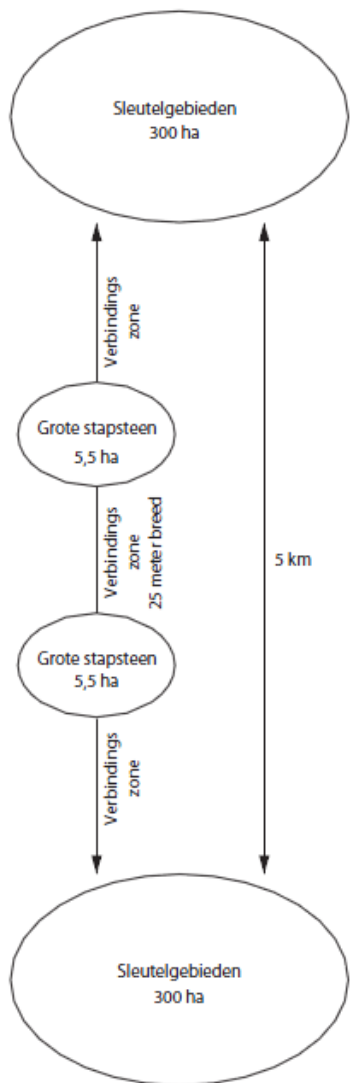 Sleutelgebieden
300 ha
Verbindings
zone
Grote stapsteen
5,5 ha
Verbindings
zone
25 meter breed
5 km
Grote stapsteen
5,5 ha
Verbindings
zone
Sleutelgebieden
300 ha